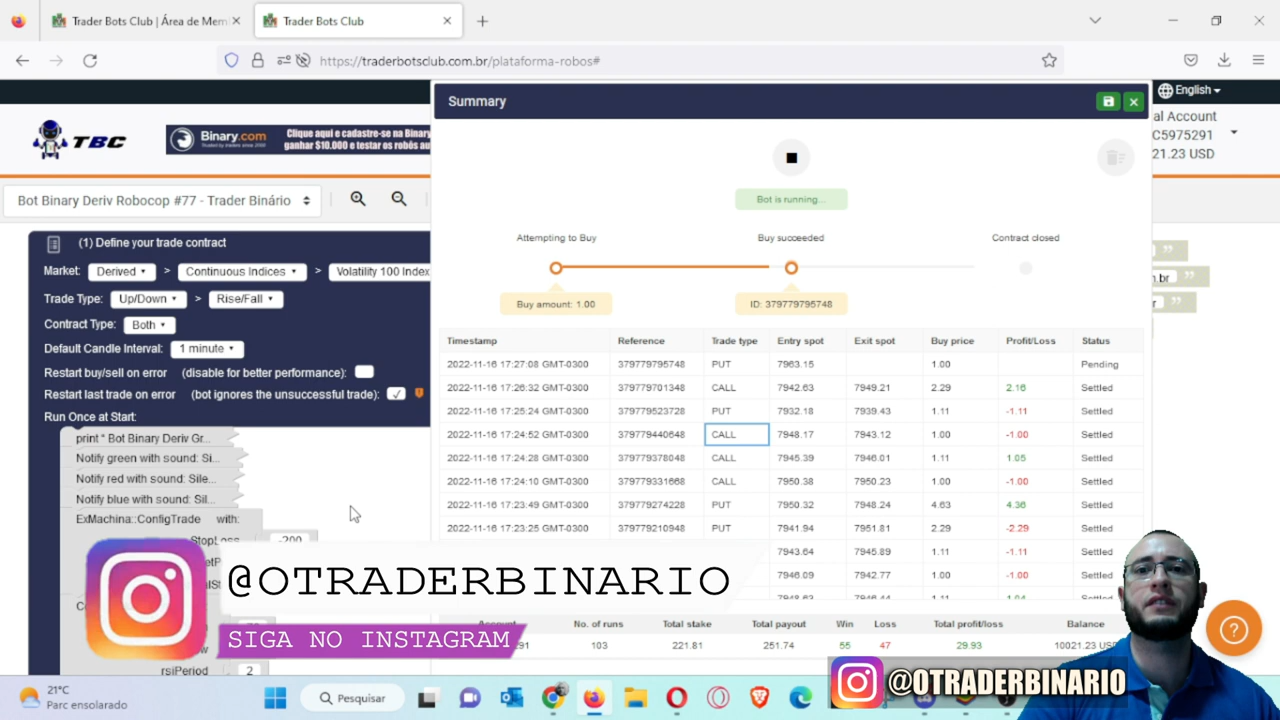 Trader Bots Club | Área de Mem
Trader Bots Club
https://traderbotsclub.com.br/plataforma-robos#
Summary
English
TBC
Binary.com
Clique aqui e cadastre-se na Binary
ganhar $10.000 e testar os robôs au
al Account
C5975291
21.23 USD
Bot Binary Deriv Robocop #77 - Trader Binário
Bot is running...
(1) Define your trade contract
Market: Derived > Continuous Indices > Volatility 100 Index
Trade Type: Up/Down > Rise/Fall
Contract Type: Both
Default Candle Interval: 1 minute
Restart buy/sell on error (disable for better performance):
Restart last trade on error (bot ignores the unsuccessful trade):
Run Once at Start:
print " Bot Binary Deriv Gr...
Notify green with sound: Si...
Notify red with sound: Sile...
Notify blue with sound: Sil...
ExMachina::ConfigTrade with:
StopLoss -200
rsiPeriod 2
Attempting to Buy Buy succeeded Contract closed
Buy amount: 1.00 ID: 379779795748
Timestamp Reference Trade type Entry spot Exit spot Buy price Profit/Loss Status
2022-11-16 17:27:08 GMT-0300 379779795748 PUT 7963.15 1.00 Pending
2022-11-16 17:26:32 GMT-0300 379779701348 CALL 7942.63 7949.21 2.29 2.16 Settled
2022-11-16 17:25:24 GMT-0300 379779523728 PUT 7932.18 7939.43 1.11 -1.11 Settled
2022-11-16 17:24:52 GMT-0300 379779440648 CALL 7948.17 7943.12 1.00 -1.00 Settled
2022-11-16 17:24:28 GMT-0300 379779378048 CALL 7945.39 7946.01 1.11 1.05 Settled
2022-11-16 17:24:10 GMT-0300 379779331668 CALL 7950.38 7950.23 1.00 -1.00 Settled
2022-11-16 17:23:49 GMT-0300 379779274228 PUT 7950.32 7948.24 4.63 4.36 Settled
2022-11-16 17:23:25 GMT-0300 379779210948 PUT 7941.94 7951.81 2.29 -2.29 Settled
7943.64 7945.89 1.11 -1.11 Settled
7946.09 7942.77 1.00 -1.00 Settled
1.11 1.04 Settled
No. of runs Total stake Total payout Win Loss Total profit/loss Balance
103 221.81 251.74 55 47 29.93 10021.23 USD
@OTRADERBINARIO
SIGA NO INSTAGRAM
@OTRADERBINARIO
21°C
Parc ensolarado
Pesquisar